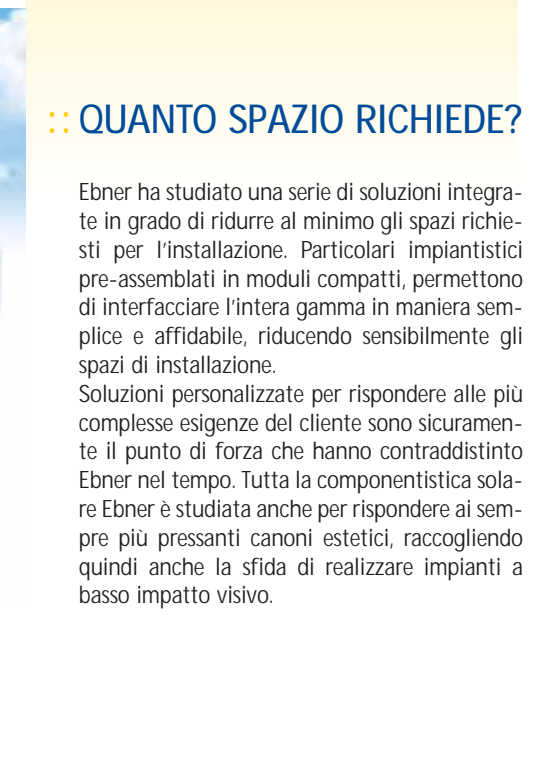 :: QUANTO SPAZIO RICHIEDE?
Ebner ha studiato una serie di soluzioni integra-
te in grado di ridurre al minimo gli spazi richie-
sti per l'installazione. Particolari impiantistici
pre-assemblati in moduli compatti, permettono
di interfacciare l'intera gamma in maniera sem-
plice e affidabile, riducendo sensibilmente gli
spazi di installazione.
Soluzioni personalizzate per rispondere alle più
complesse esigenze del cliente sono sicuramen-
te il punto di forza che hanno contraddistinto
Ebner nel tempo. Tutta la componentistica sola-
re Ebner è studiata anche per rispondere ai sem-
pre più pressanti canoni estetici, raccogliendo
quindi anche la sfida di realizzare impianti a
basso impatto visivo.